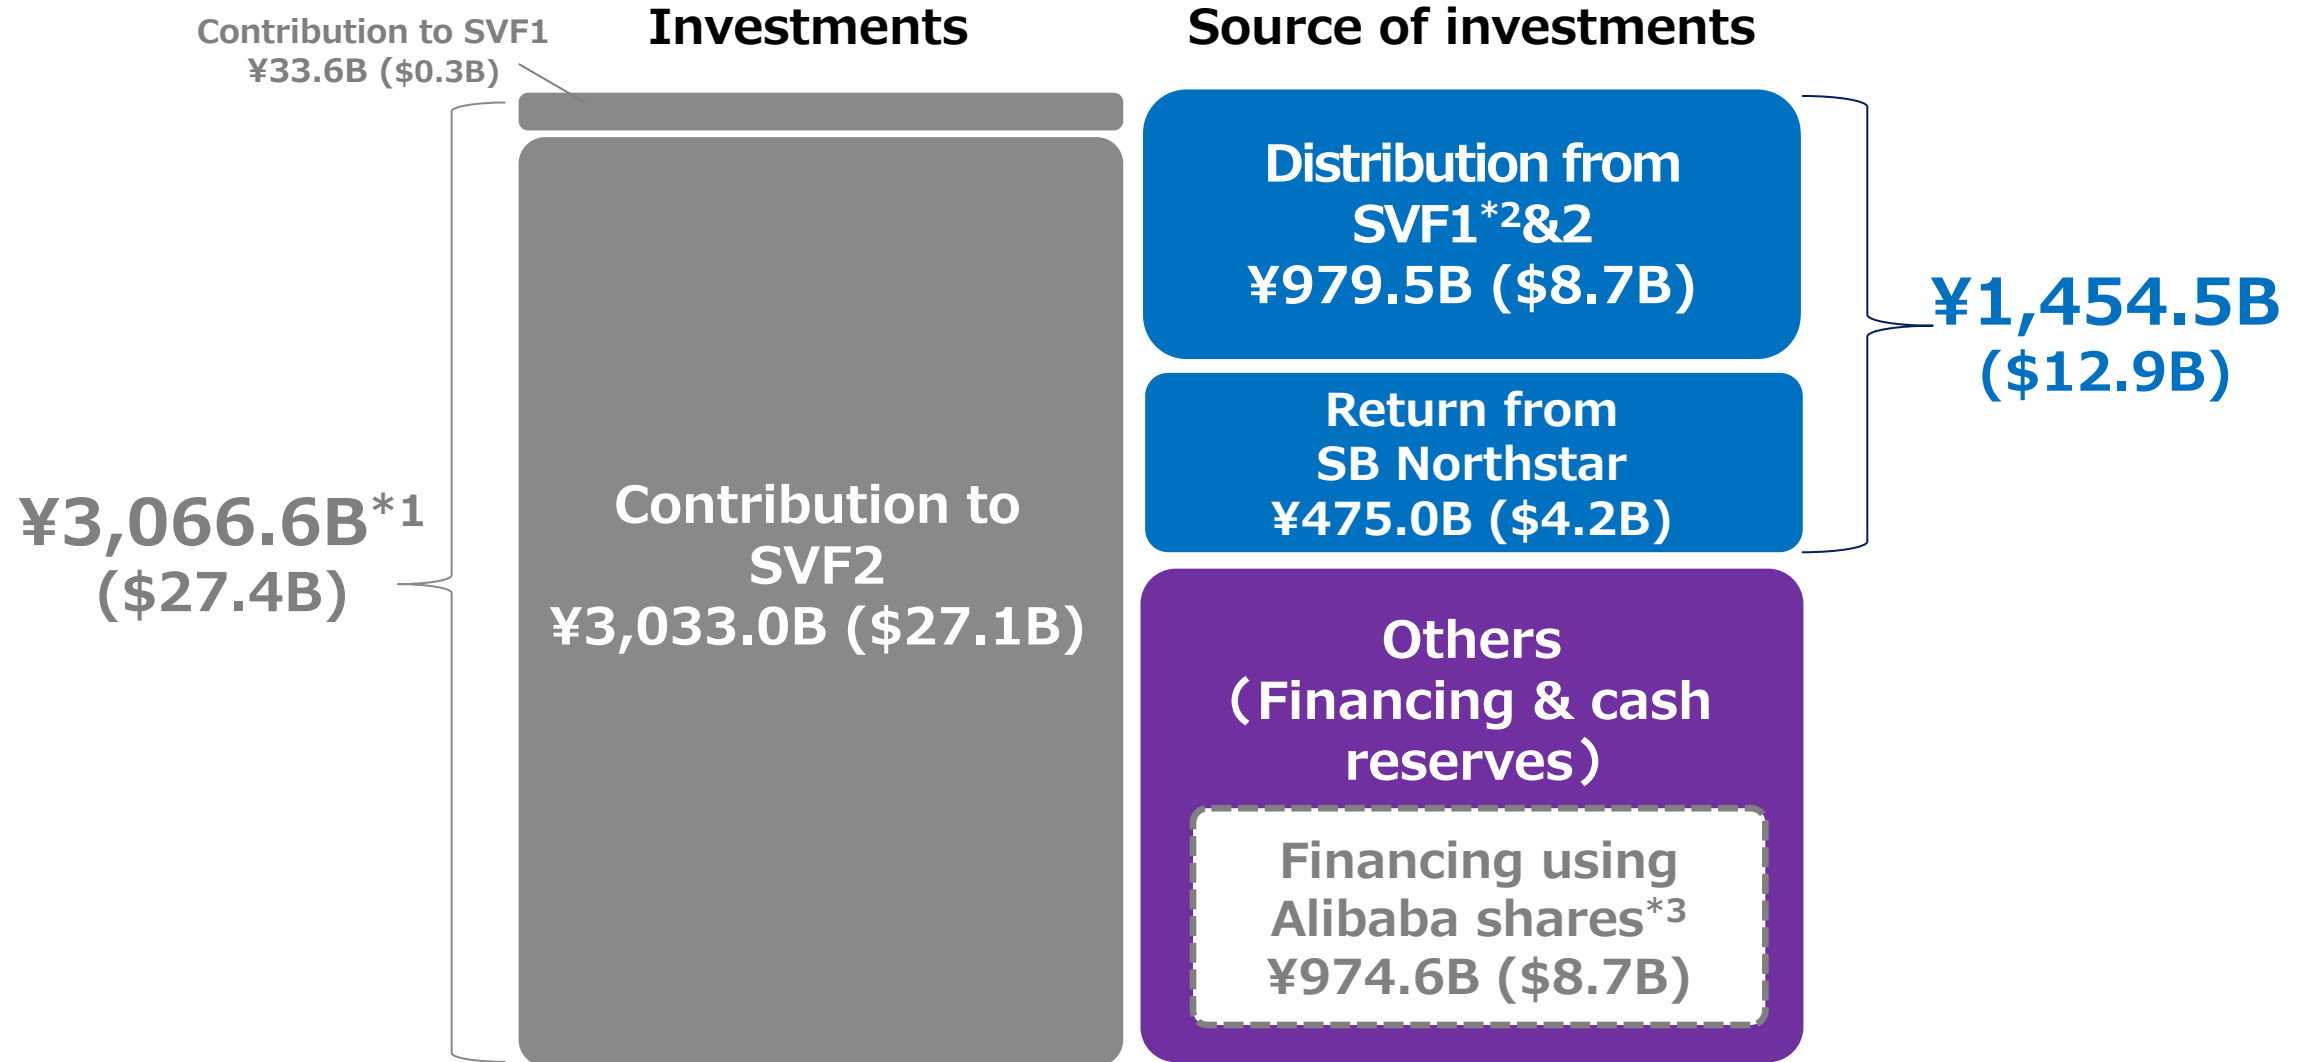 Investments
Source of investments
Contribution to SVF1
¥33.6B ($0.3B)
¥3,066.6B*1
($27.4B)
Contribution to
SVF2
¥3,033.0B ($27.1B)
Distribution from
SVF1*2&2
¥979.5B ($8.7B)
Return from
SB Northstar
¥475.0B ($4.2B)
¥1,454.5B
($12.9B)
Others
（Financing & cash
reserves）
Financing using
Alibaba shares*3
¥974.6B ($8.7B)